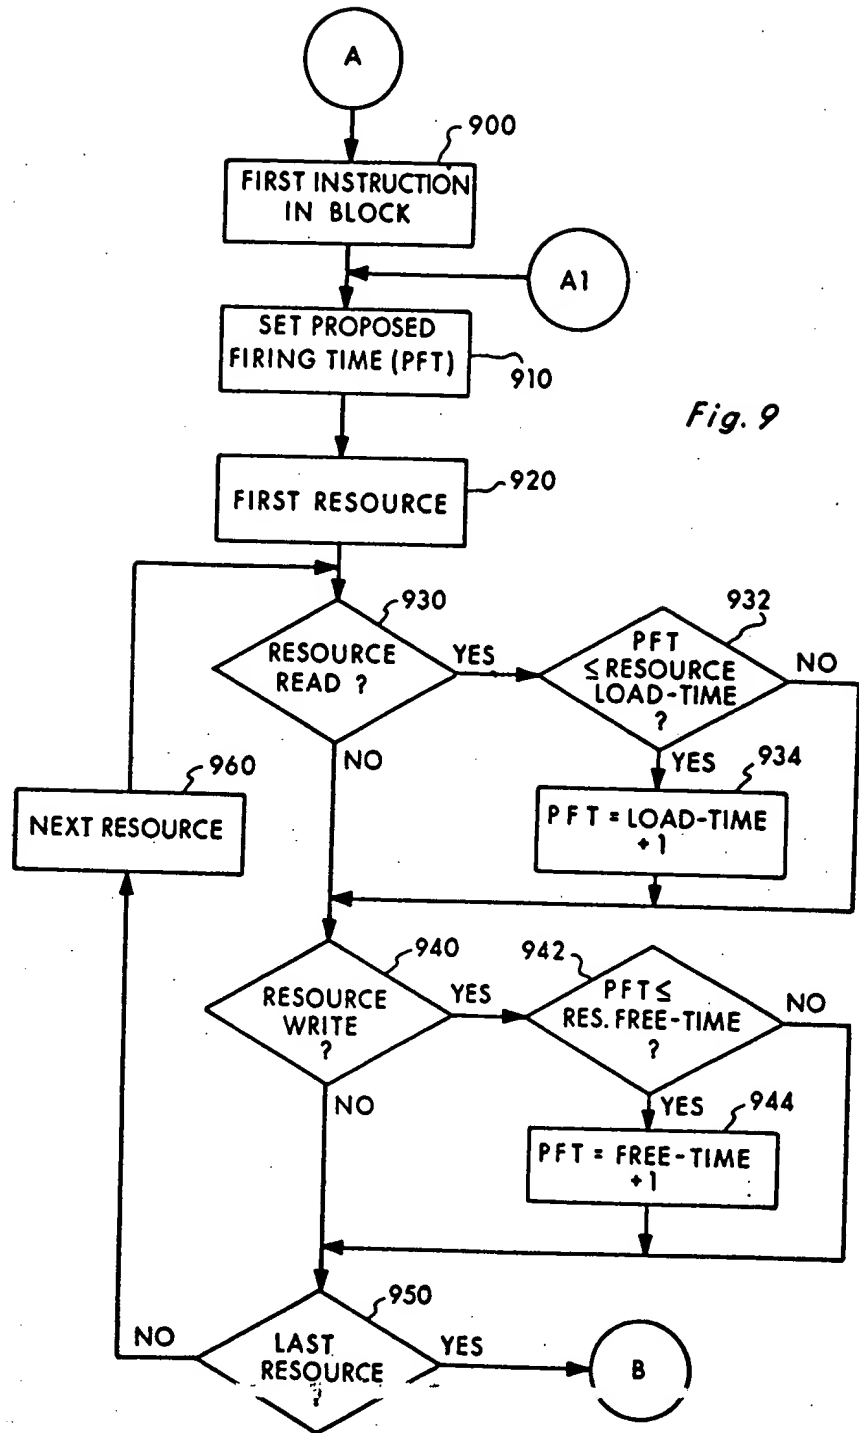 A
900
FIRST INSTRUCTION
IN BLOCK
A1
SET PROPOSED
FIRING TIME (PFT)
910
Fig. 9
FIRST RESOURCE
920
930
RESOURCE
READ ?
YES
NO
932
PFT
≤ RESOURCE
LOAD-TIME
?
NO
YES
934
PFT = LOAD-TIME
+1
960
NEXT RESOURCE
940
RESOURCE
WRITE
?
YES
NO
942
PFT ≤
RES. FREE-TIME
?
NO
YES
944
PFT = FREE-TIME
+1
950
LAST
RESOURCE
?
NO
YES
B